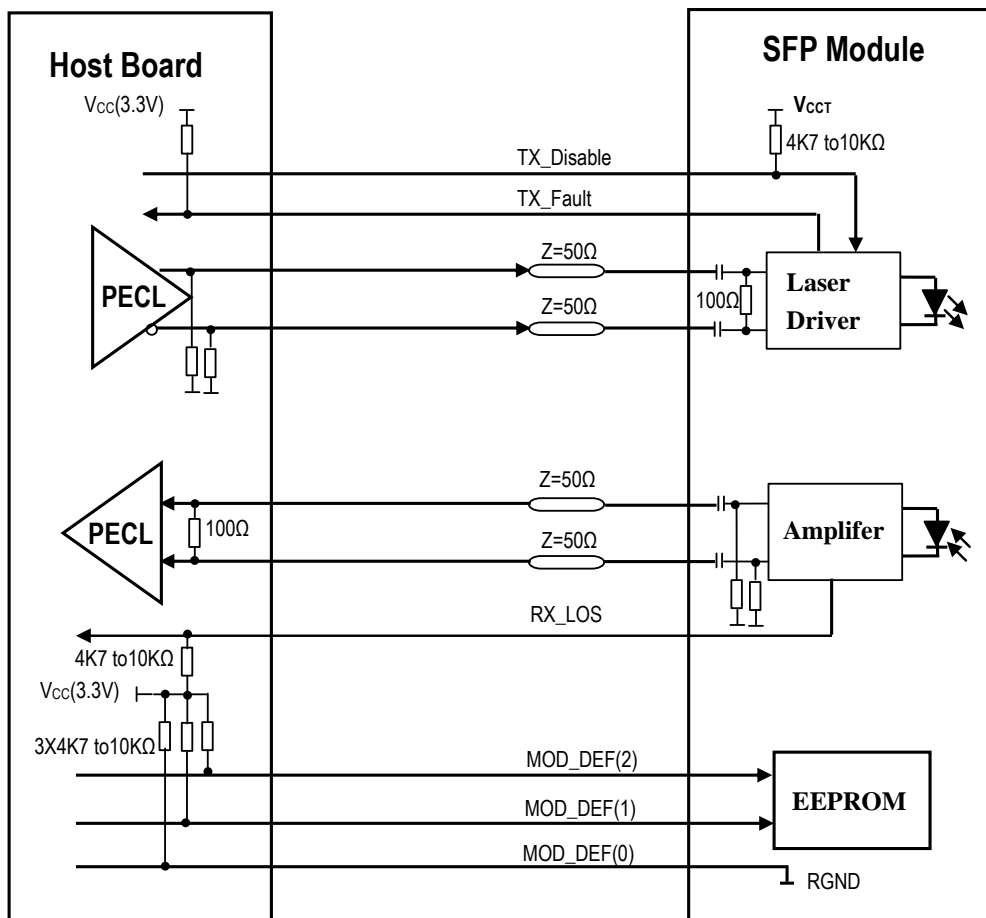 Host Board
SFP Module
VCC(3.3V)
VCCT
4K7 to10KΩ
TX_Disable
TX_Fault
Z=50Ω
PECL
100Ω
Laser
Driver
Z=50Ω
Z=50Ω
PECL
100Ω
Amplifer
Z=50Ω
RX_LOS
4K7 to10KΩ
VCC(3.3V)
3X4K7 to10KΩ
MOD_DEF(2)
EEPROM
MOD_DEF(1)
MOD_DEF(0)
RGND